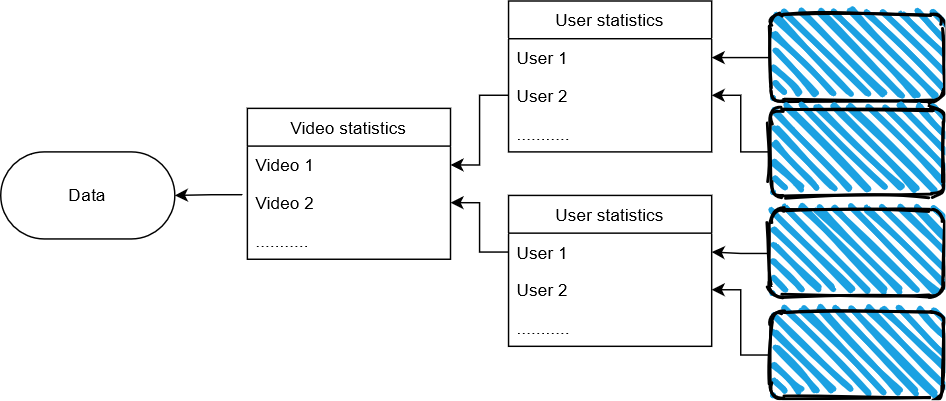 Data
Video statistics
Video 1
Video 2
...........
User statistics
User 1
User 2
...........
User statistics
User 1
User 2
...........